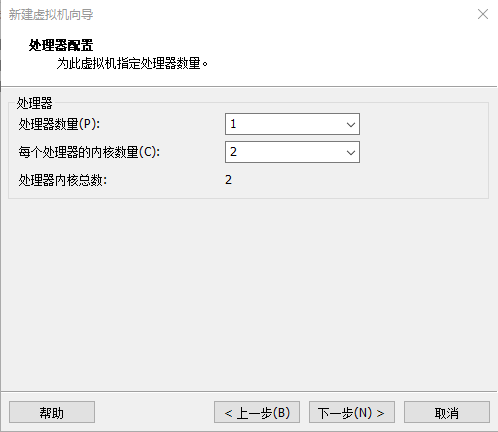 新建虚拟机向导
处理器配置
为此虚拟机指定处理器数量。
处理器
处理器数量(P): 1
每个处理器的内核数量(C): 2
处理器内核总数: 2
帮助 < 上一步(B) 下一步(N) > 取消